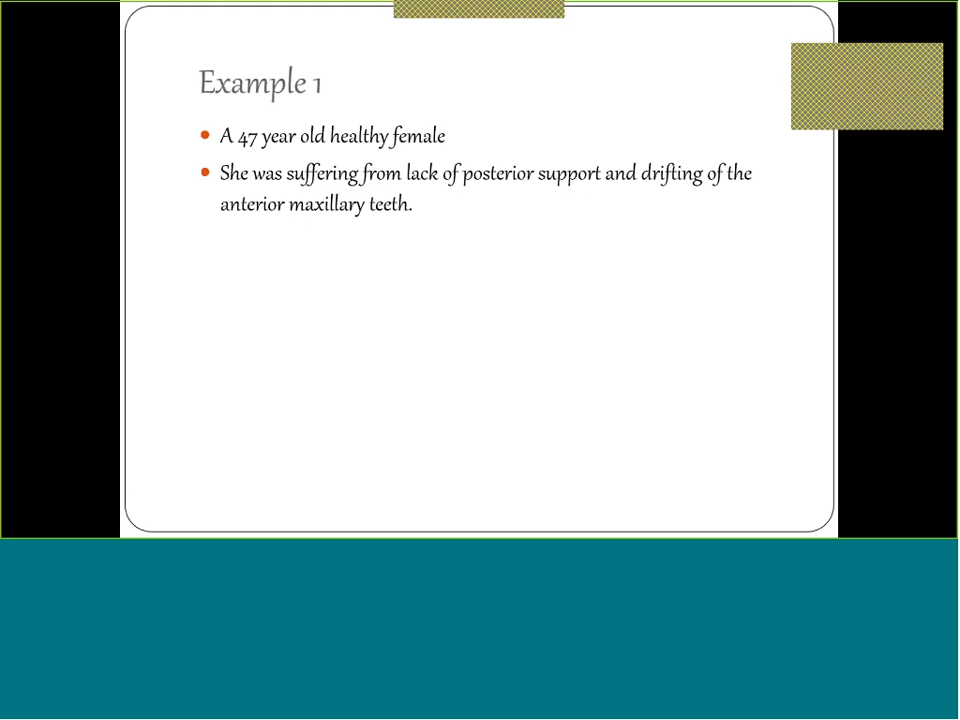 Example 1
• A 47 year old healthy female
• She was suffering from lack of posterior support and drifting of the
anterior maxillary teeth.